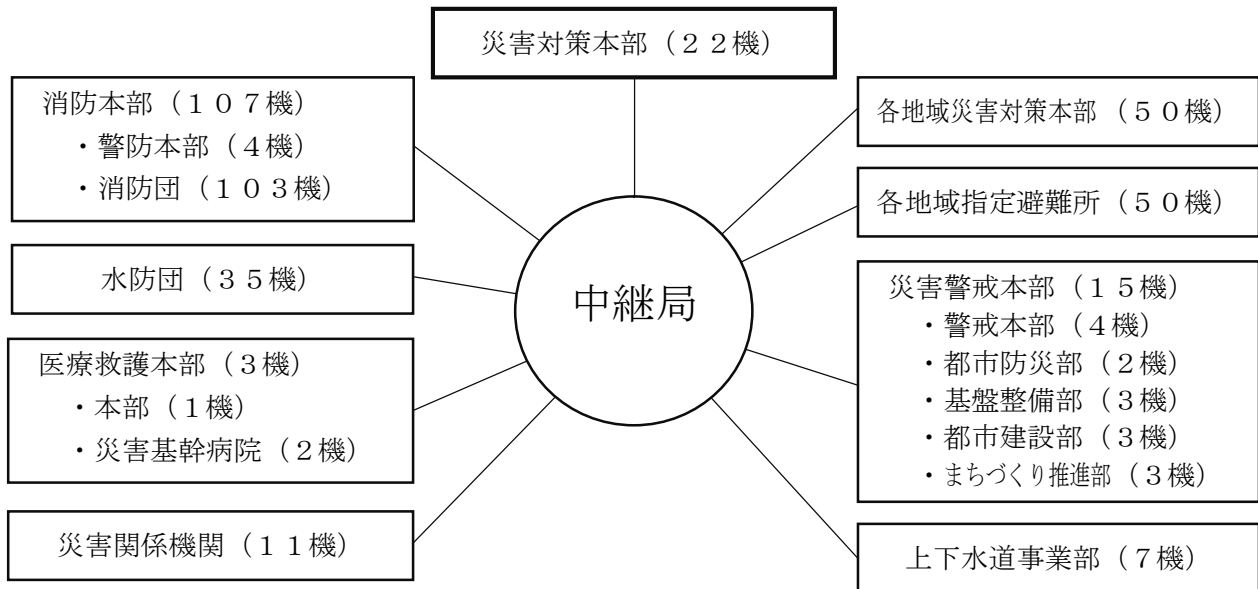 災害対策本部（２２機）
消防本部（１０７機）
・警防本部（４機）
・消防団（１０３機）
水防団（３５機）
医療救護本部（３機）
・本部（１機）
・災害基幹病院（２機）
災害関係機関（１１機）
中継局
各地域災害対策本部（５０機）
各地域指定避難所（５０機）
災害警戒本部（１５機）
・警戒本部（４機）
・都市防災部（２機）
・基盤整備部（３機）
・都市建設部（３機）
・まちづくり推進部（３機）
上下水道事業部（７機）